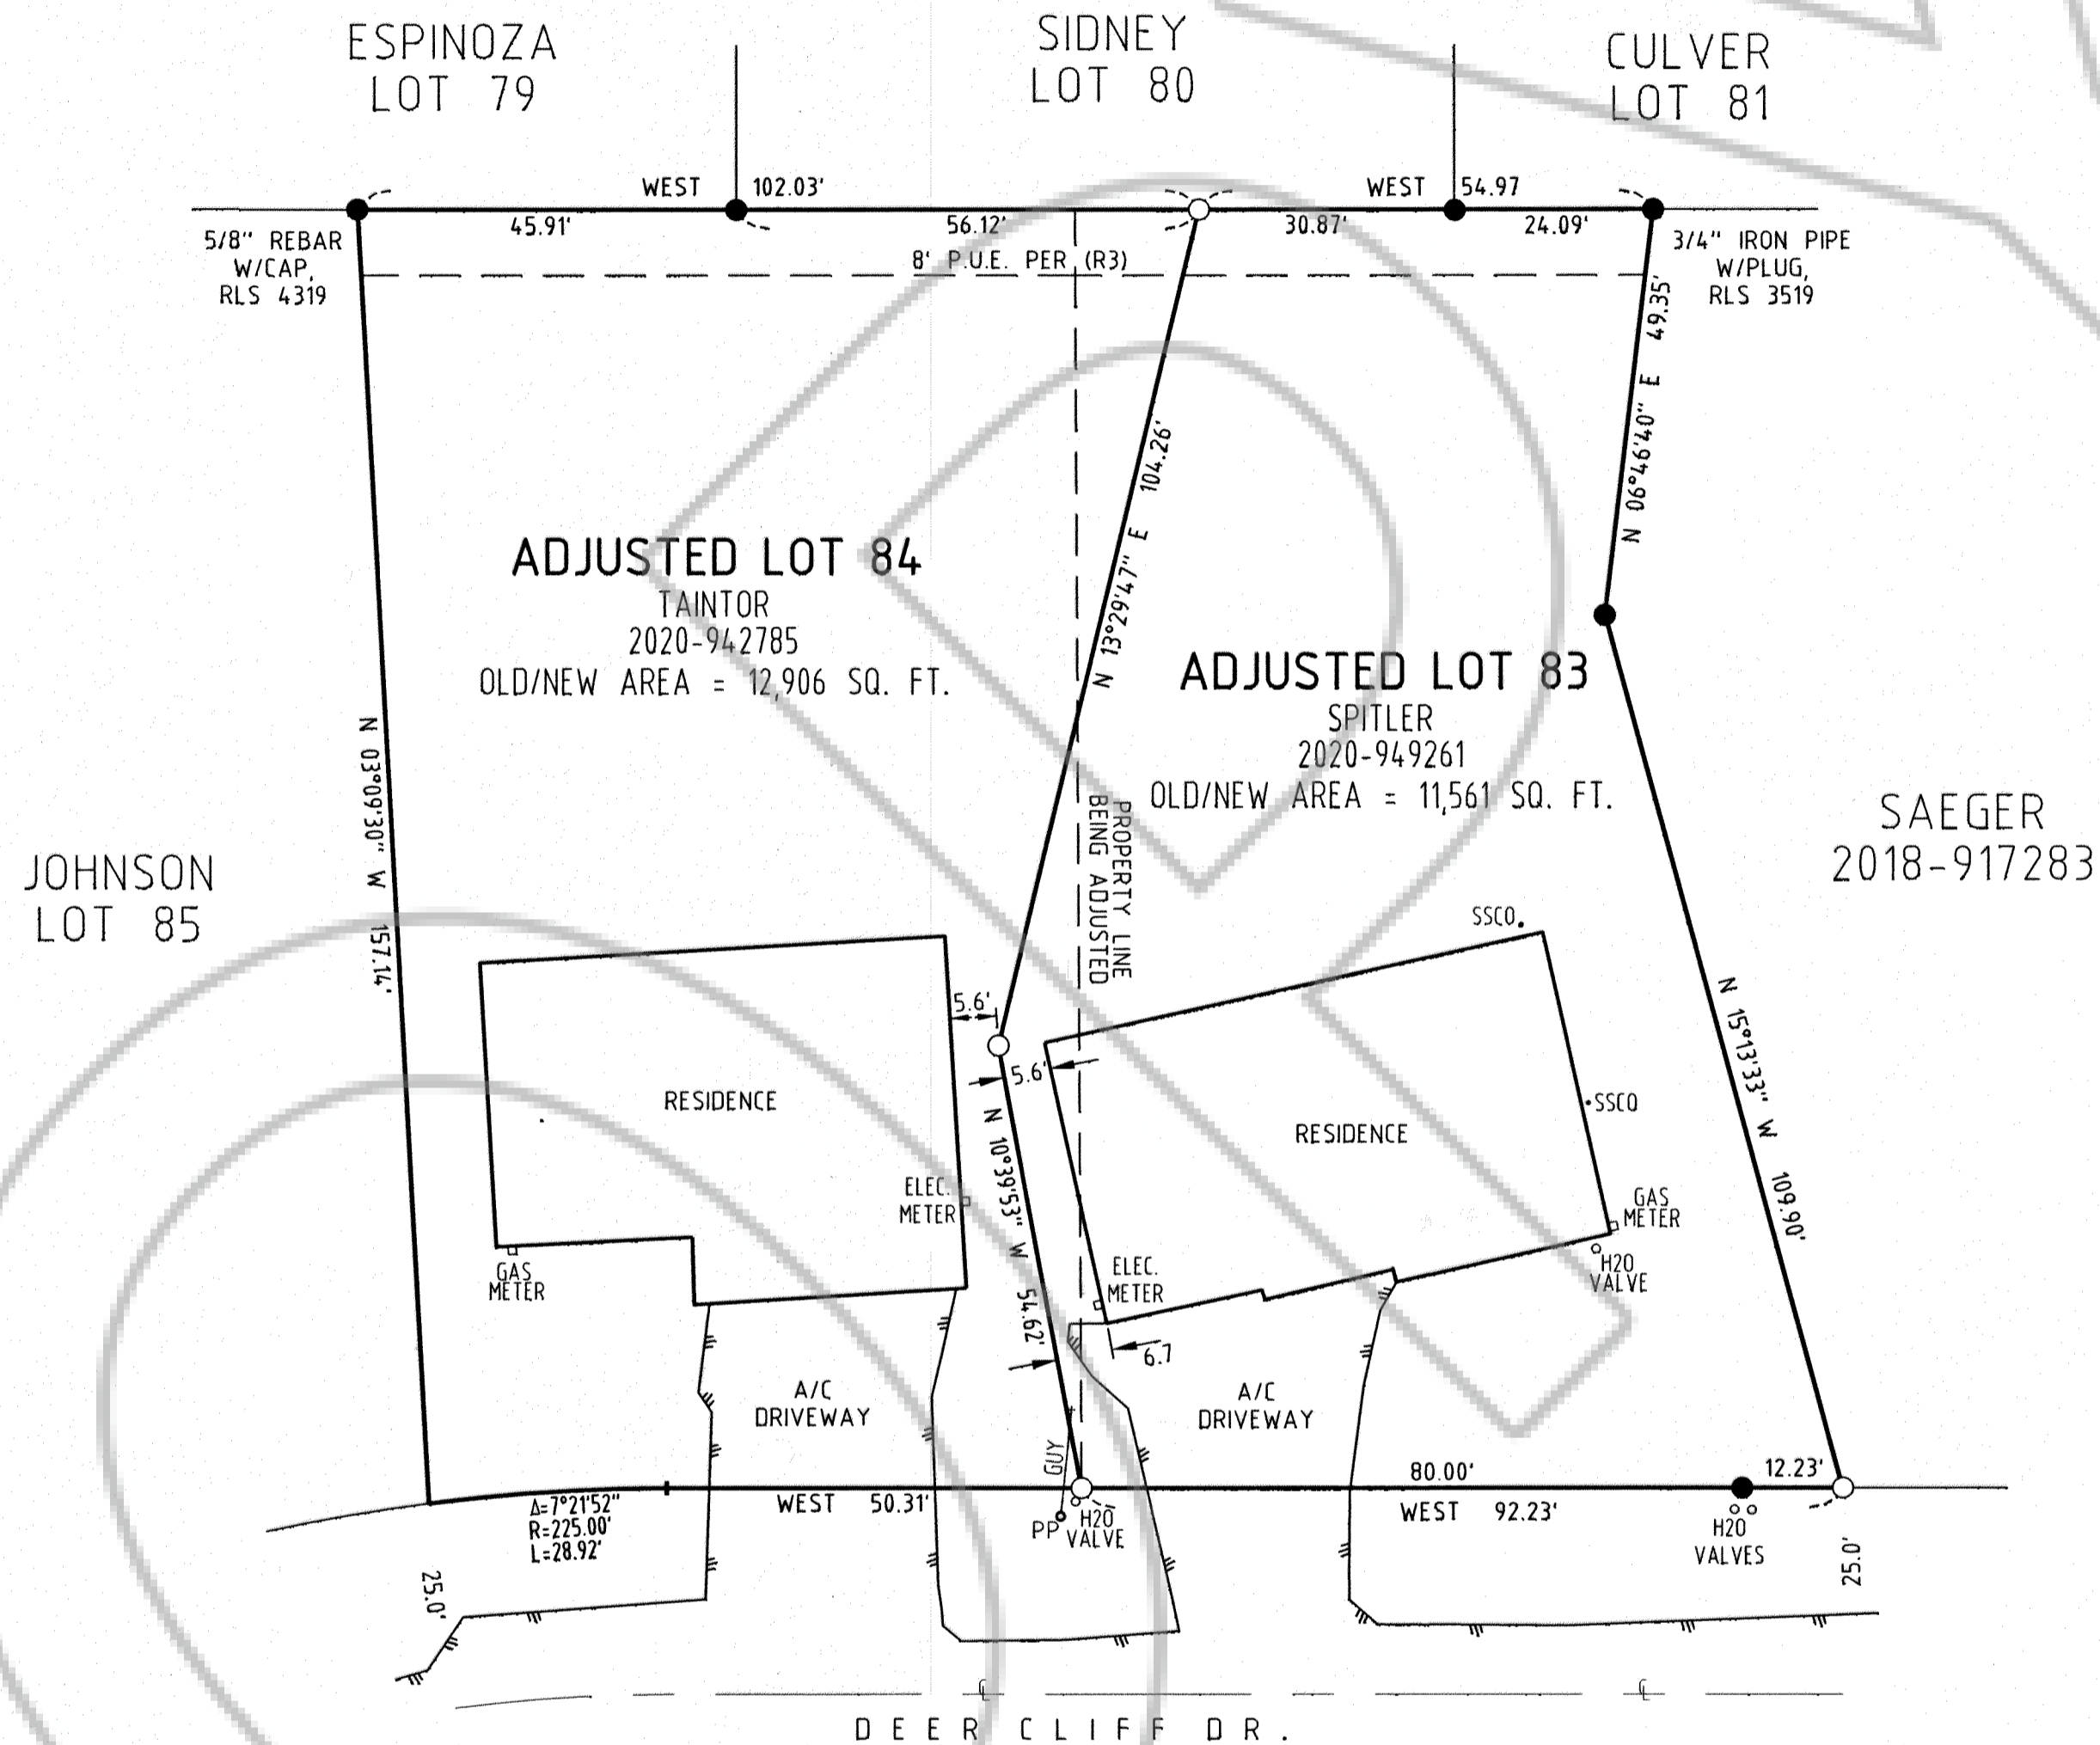 ESPINOZA
LOT 79
SIDNEY
LOT 80
CULVER
LOT 81
WEST 102.03'
WEST 54.97
45.91'
56.12'
30.87'
24.09'
5/8" REBAR
W/CAP,
RLS 4319
8' P.U.E. PER (R3)
3/4" IRON PIPE
W/PLUG,
RLS 3519
N 06°46'40" E 49.35'
N 13°29'47" E 104.26'
ADJUSTED LOT 84
TAINTOR
2020-942785
OLD/NEW AREA = 12,906 SQ. FT.
ADJUSTED LOT 83
SPITLER
2020-949261
OLD/NEW AREA = 11,561 SQ. FT.
N 03°09'30" W 157.14'
PROPERTY LINE
BEING ADJUSTED
SAEGER
2018-917283
JOHNSON
LOT 85
SSCO
5.6'
5.6'
N 15°13'33" W 109.90'
RESIDENCE
SSCO
RESIDENCE
N 10°39'53" W 54.62'
ELEC.
METER
GAS
METER
GAS
METER
ELEC.
METER
H20
VALVE
6.7
A/C
DRIVEWAY
A/C
DRIVEWAY
GUY
80.00'
12.23'
Δ=7°21'52"
R=225.00'
L=28.92'
WEST 50.31'
WEST 92.23'
PP
H20
VALVE
H20
VALVES
25.0'
25.0'
DEER CLIFF DR.